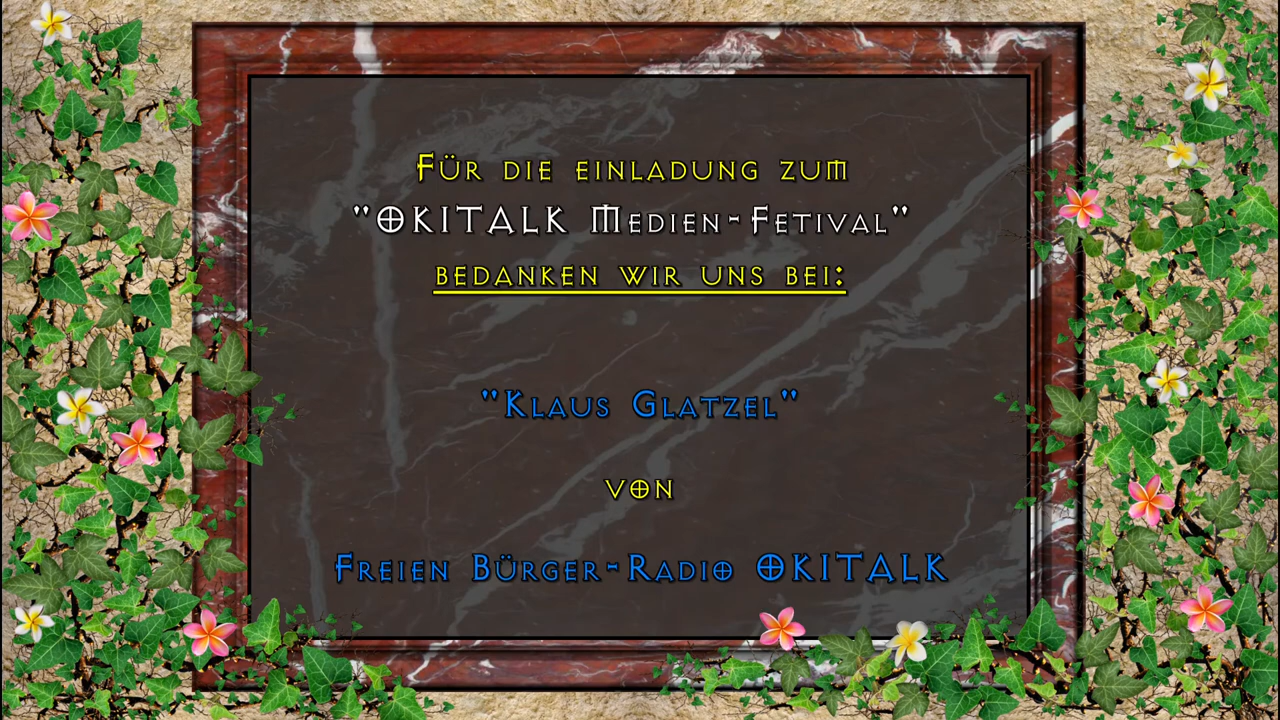 Für die einladung zum
"OKITALK Medien-Fetival"
bedanken wir uns bei:
"Klaus Glatzel"
von
Freien Bürger-Radio OKITALK